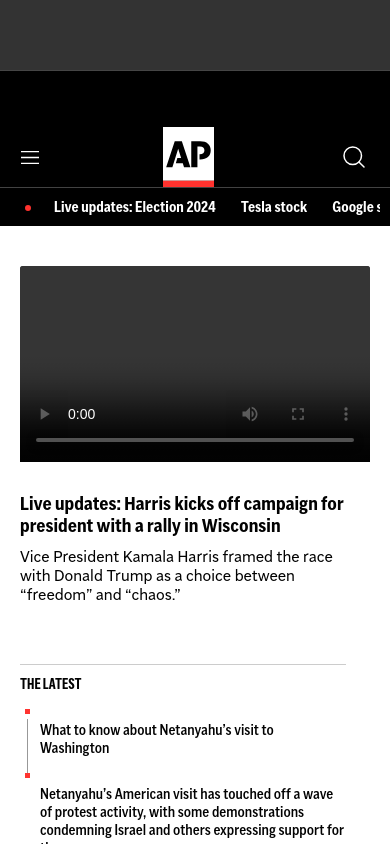 AP
Live updates: Election 2024 Tesla stock Google s
0:00
Live updates: Harris kicks off campaign for
president with a rally in Wisconsin
Vice President Kamala Harris framed the race
with Donald Trump as a choice between
“freedom” and “chaos.”
THE LATEST
What to know about Netanyahu’s visit to
Washington
Netanyahu’s American visit has touched off a wave
of protest activity, with some demonstrations
condemning Israel and others expressing support for